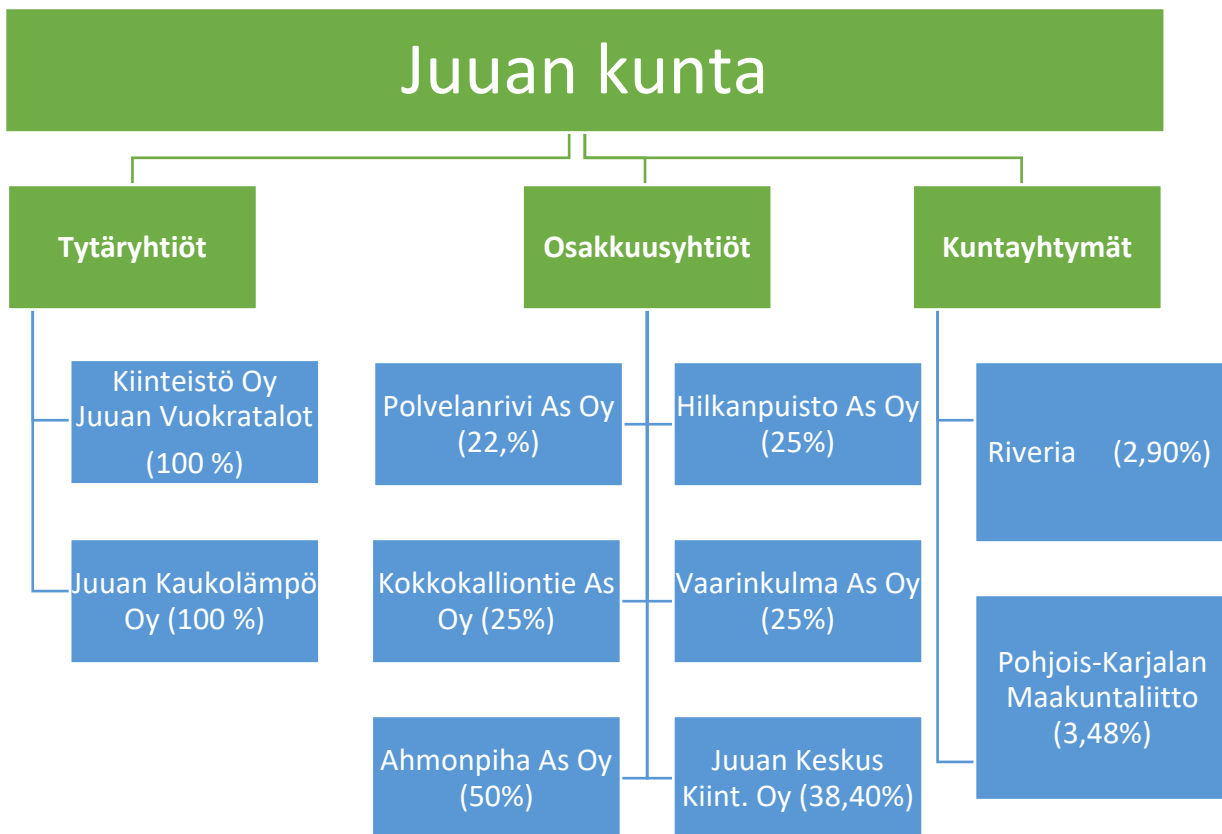 Juuan kunta
Tytäryhtiöt
Osakkuusyhtiöt
Kuntayhtymät
Kiinteistö Oy
Juuan Vuokratalot
(100 %)
Juuan Kaukolämpö
Oy (100 %)
Polvelanrivi As Oy
(22,%)
Hilkanpuisto As Oy
(25%)
Kokkokalliontie As
Oy (25%)
Vaarinkulma As Oy
(25%)
Ahmonpiha As Oy
(50%)
Juuan Keskus
Kiint. Oy (38,40%)
Riveria (2,90%)
Pohjois-Karjalan
Maakuntaliitto
(3,48%)